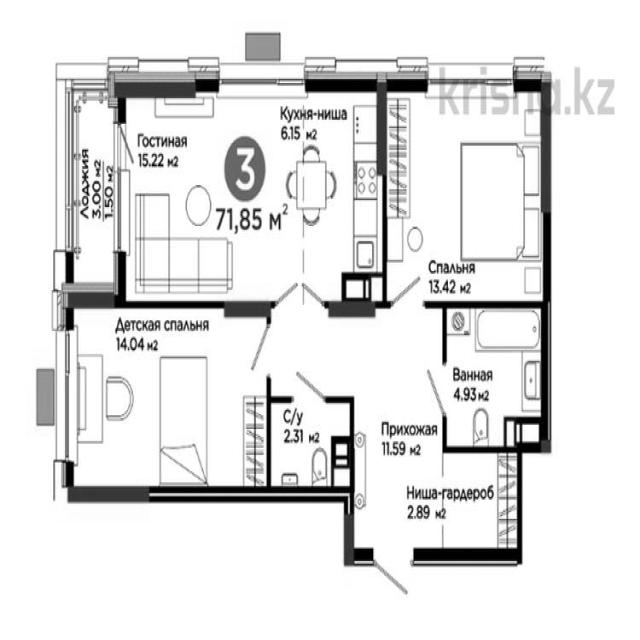 krisha.kz
Гостиная
15.22 м2
Кухня-ниша
6.15 м2
Лоджия
3.00 м2
1.50 м2
3
71,85 м2
Спальня
13.42 м2
Детская спальня
14.04 м2
Ванная
4.93 м2
С/у
2.31 м2
Прихожая
11.59 м2
Ниша-гардероб
2.89 м2